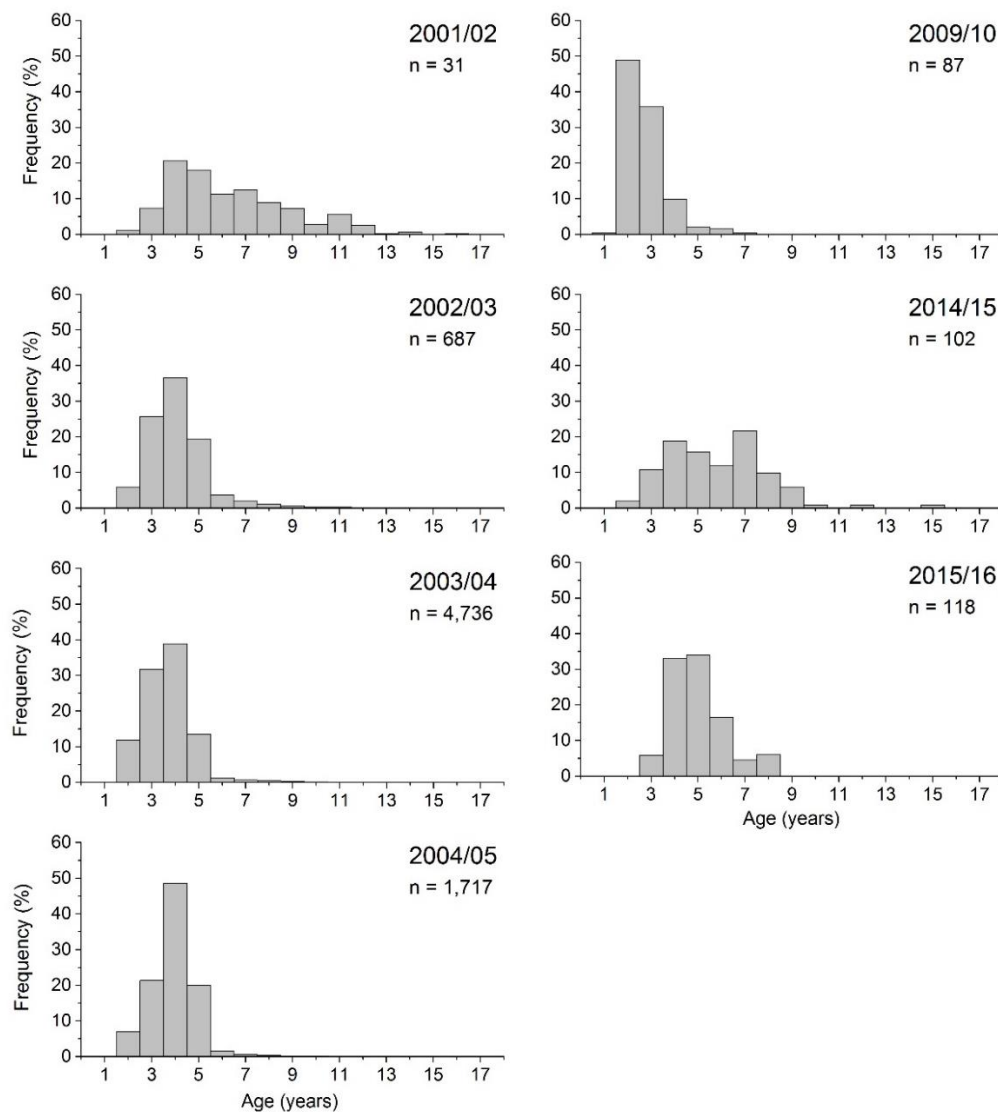 2001/02
n = 31
Frequency (%)
60
50
40
30
20
10
0
1 3 5 7 9 11 13 15 17
2009/10
n = 87
60
50
40
30
20
10
0
1 3 5 7 9 11 13 15 17
2002/03
n = 687
Frequency (%)
60
50
40
30
20
10
0
1 3 5 7 9 11 13 15 17
2014/15
n = 102
60
50
40
30
20
10
0
1 3 5 7 9 11 13 15 17
2003/04
n = 4,736
Frequency (%)
60
50
40
30
20
10
0
1 3 5 7 9 11 13 15 17
2015/16
n = 118
60
50
40
30
20
10
0
1 3 5 7 9 11 13 15 17
Age (years)
2004/05
n = 1,717
Frequency (%)
60
50
40
30
20
10
0
1 3 5 7 9 11 13 15 17
Age (years)